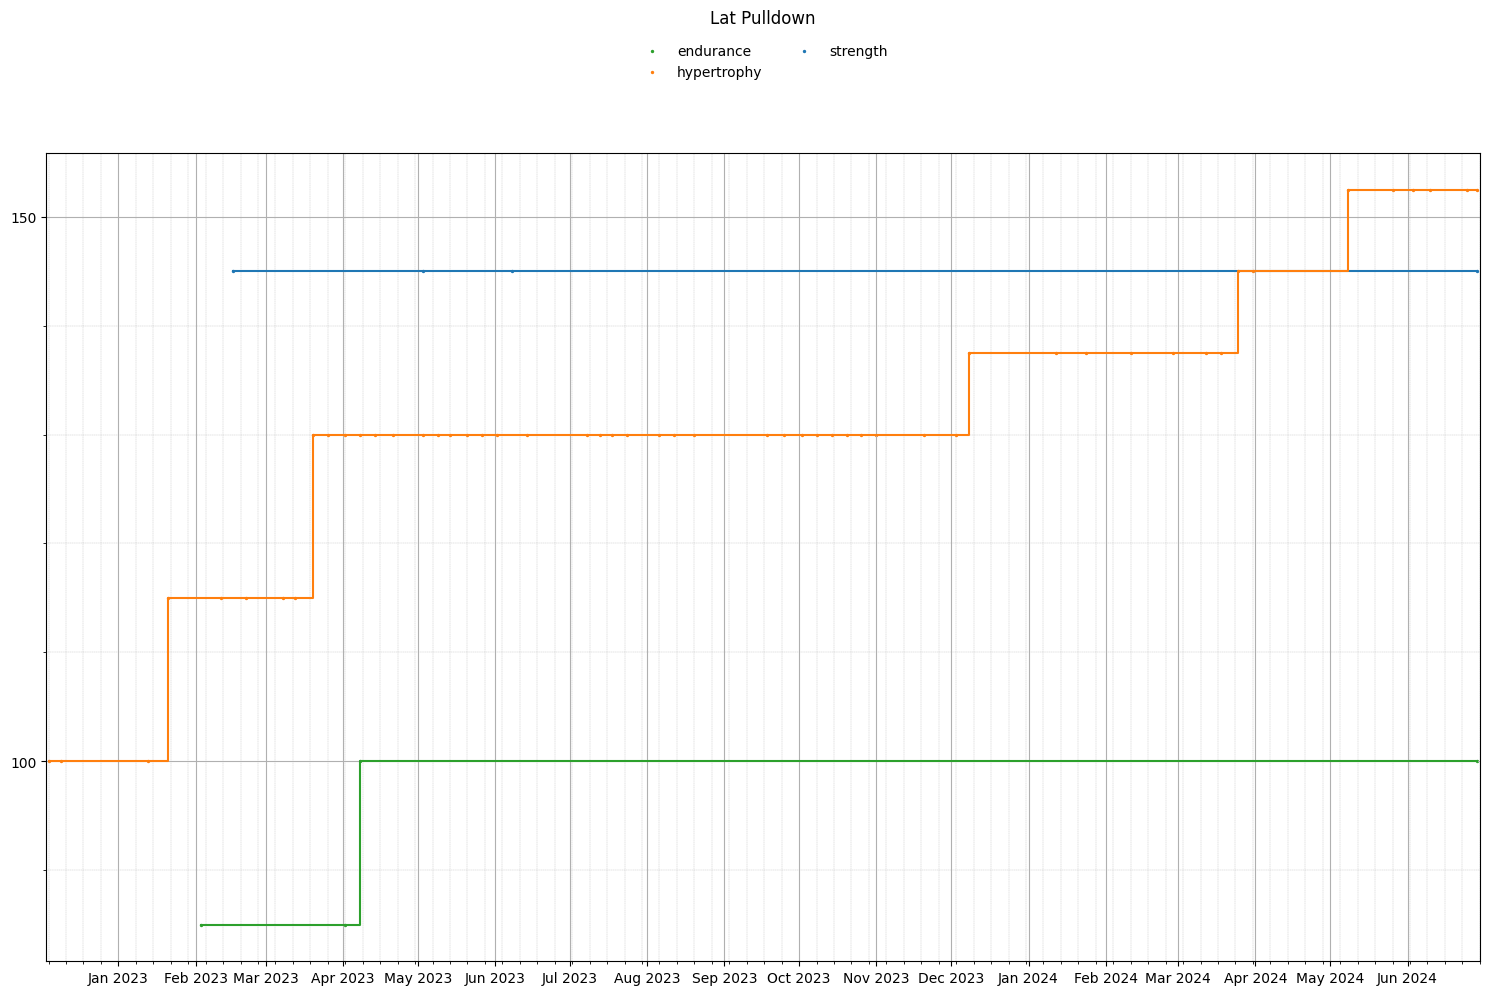 Lat Pulldown
endurance strength
hypertrophy
150
100
Jan 2023 Feb 2023 Mar 2023 Apr 2023 May 2023 Jun 2023 Jul 2023 Aug 2023 Sep 2023 Oct 2023 Nov 2023 Dec 2023 Jan 2024 Feb 2024 Mar 2024 Apr 2024 May 2024 Jun 2024